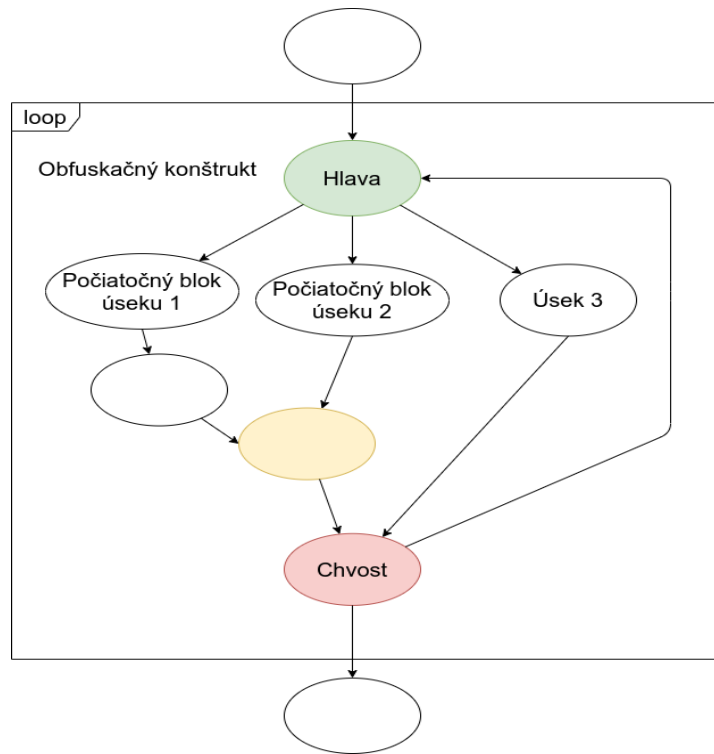 loop
Obfuskačný konštrukt
Hlava
Počiatočný blok
úseku 1
Počiatočný blok
úseku 2
Úsek 3
Chvost